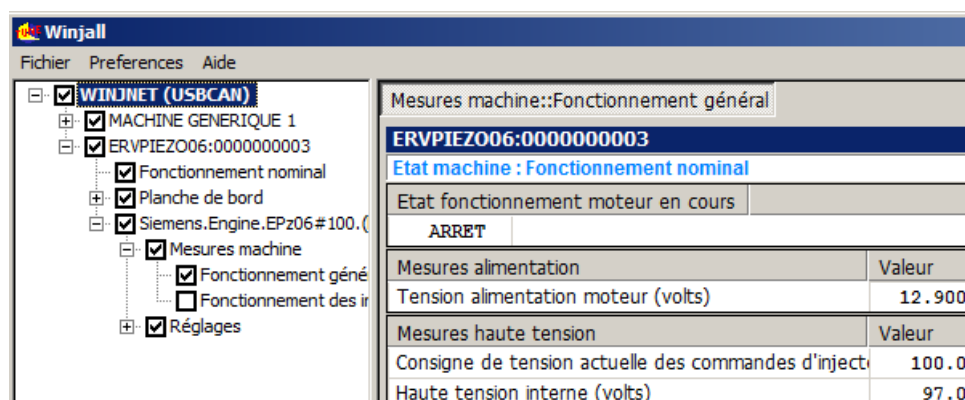 Winjall
Fichier Preferences Aide
WINJNET (USBCAN)
MACHINE GENERIQUE 1
ERVPIEZO06:0000000003
Fonctionnement nominal
Planche de bord
Siemens.Engine.EPz06#100.(
Mesures machine
Fonctionnement géné
Fonctionnement des ir
Réglages
Mesures machine::Fonctionnement général
ERVPIEZO06:0000000003
Etat machine : Fonctionnement nominal
Etat fonctionnement moteur en cours
ARRET
Mesures alimentation Valeur
Tension alimentation moteur (volts) 12.900
Mesures haute tension Valeur
Consigne de tension actuelle des commandes d'injecte 100.0
Haute tension interne (volts) 97.0